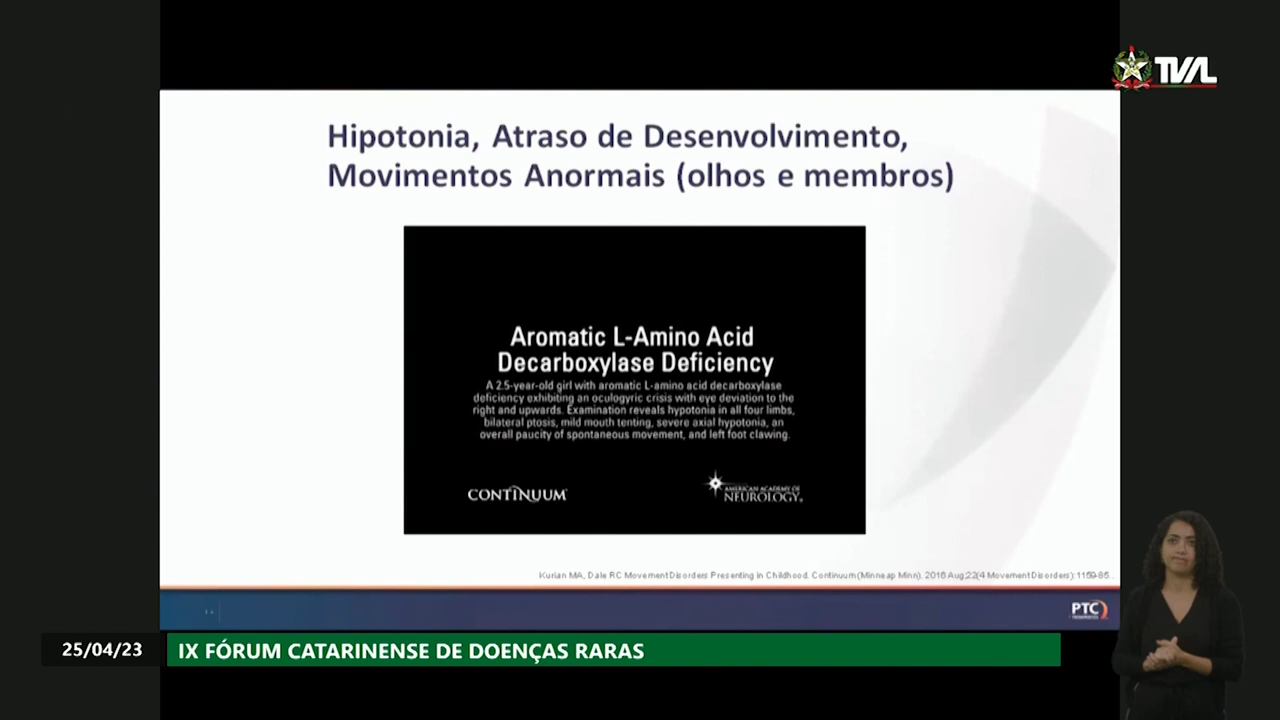 TVAL
Hipotonia, Atraso de Desenvolvimento,
Movimentos Anormais (olhos e membros)
Aromatic L-Amino Acid
Decarboxylase Deficiency
A 2.5-year-old girl with aromatic L-amino acid decarboxylase
deficiency exhibiting an oculogyric crisis with eye deviation to the
right and upwards. Examination reveals hypotonia in all four limbs,
bilateral ptosis, mild mouth tenting, severe axial hypotonia, an
overall paucity of spontaneous movement, and left foot clawing.
CONTINUUM
AMERICAN ACADEMY OF
NEUROLOGY®
Kurian MA, Dale RC Movement Disorders Presenting in Childhood. Continuum (Minneap Minn). 2016 Aug;22(4 Movement Disorders):1159-85.
PTC
25/04/23
IX FÓRUM CATARINENSE DE DOENÇAS RARAS